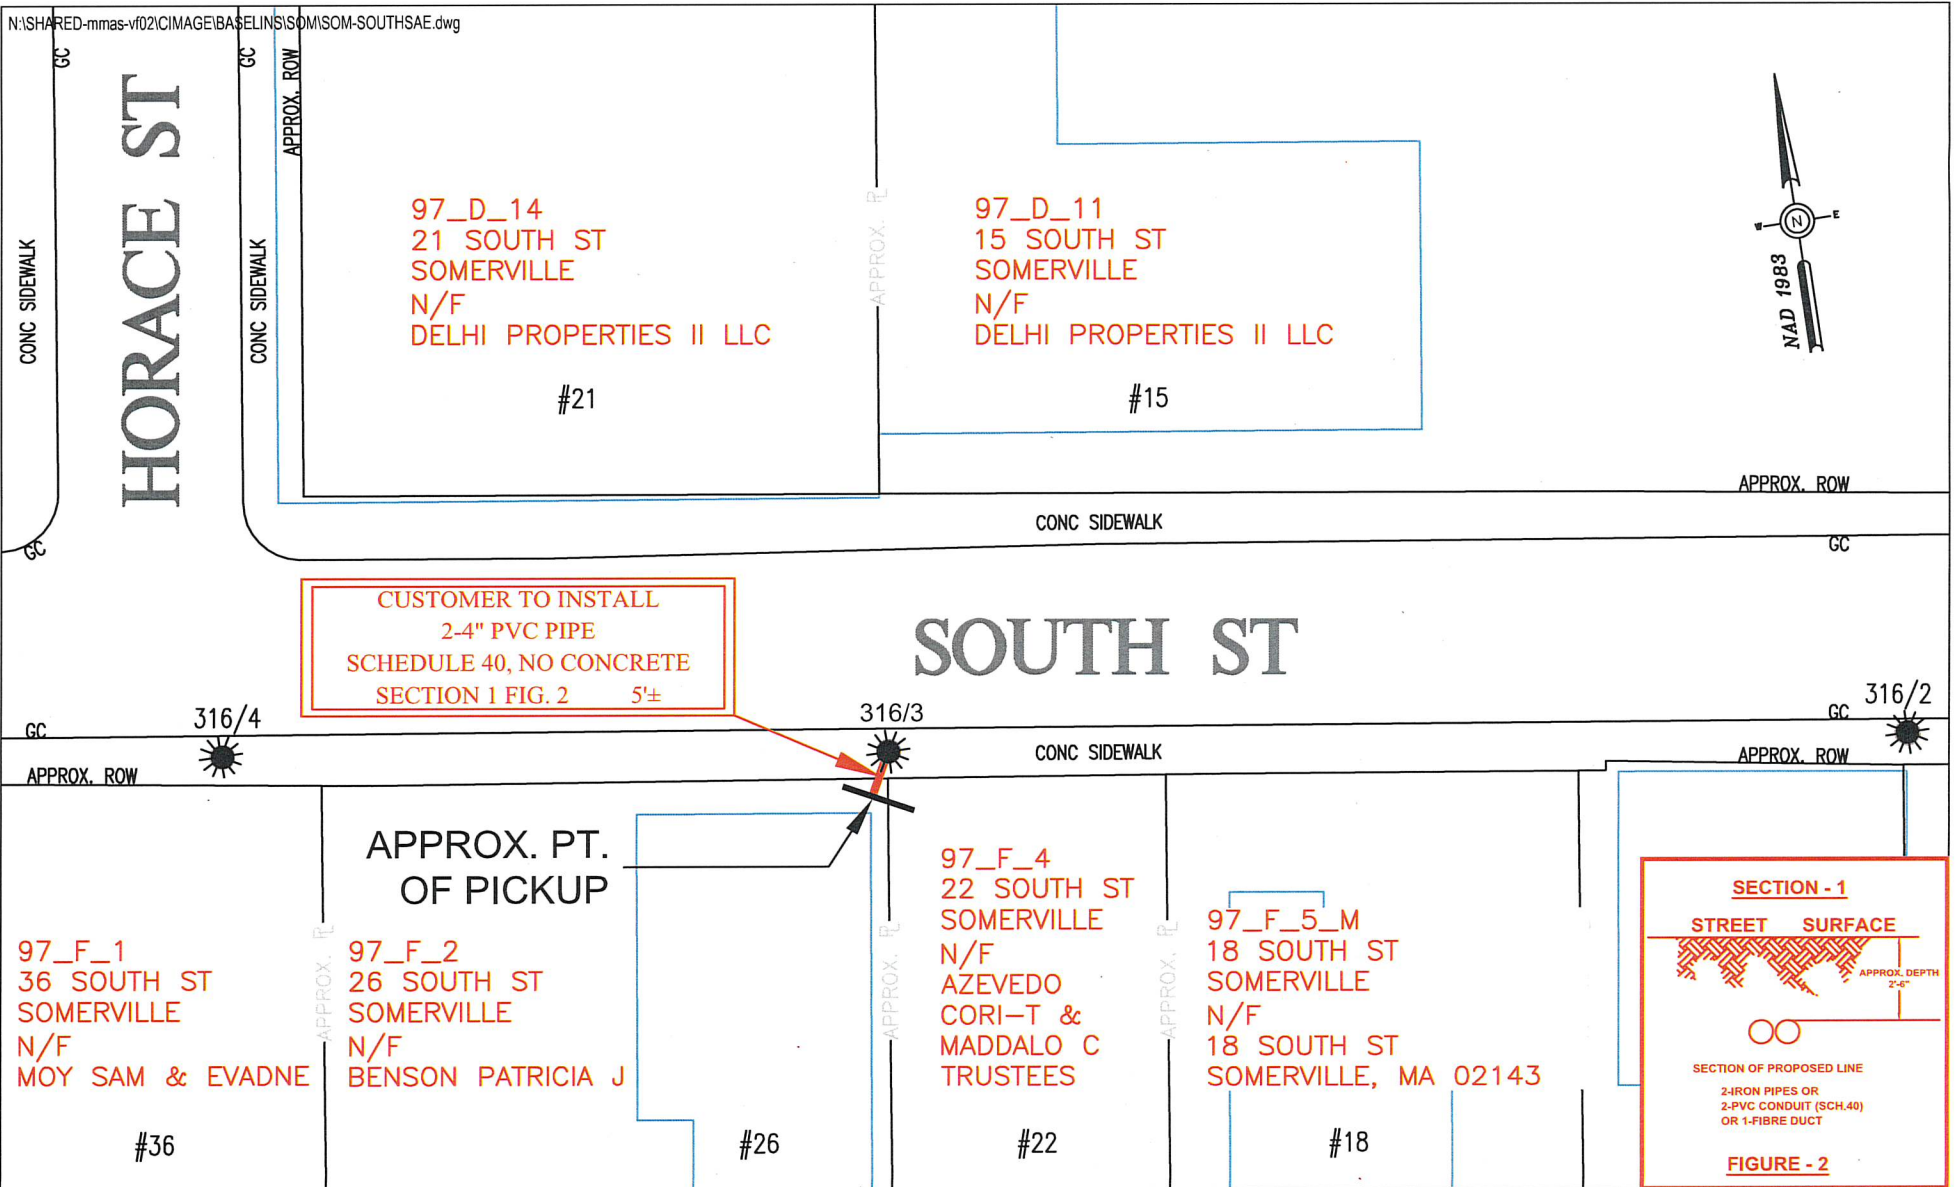 N:\SHARED-mmas-vf02\CIMAGE\BASELINS\SOM\SOM-SOUTHSAE.dwg
GC
GC
APPROX. ROW
HORACE ST
CONC SIDEWALK
CONC SIDEWALK
97_D_14
21 SOUTH ST
SOMERVILLE
N/F
DELHI PROPERTIES II LLC
#21
APPROX. PL
97_D_11
15 SOUTH ST
SOMERVILLE
N/F
DELHI PROPERTIES II LLC
#15
N
W
E
NAD 1983
APPROX. ROW
CONC SIDEWALK
GC
GC
CUSTOMER TO INSTALL
2-4" PVC PIPE
SCHEDULE 40, NO CONCRETE
SECTION 1 FIG. 2 5'±
SOUTH ST
316/4
316/3
316/2
GC
GC
CONC SIDEWALK
APPROX. ROW
APPROX. ROW
APPROX. PT.
OF PICKUP
97_F_1
36 SOUTH ST
SOMERVILLE
N/F
MOY SAM & EVADNE
#36
APPROX. PL
97_F_2
26 SOUTH ST
SOMERVILLE
N/F
BENSON PATRICIA J
#26
APPROX. PL
97_F_4
22 SOUTH ST
SOMERVILLE
N/F
AZEVEDO
CORI-T &
MADDALO C
TRUSTEES
#22
APPROX. PL
97_F_5_M
18 SOUTH ST
SOMERVILLE
N/F
18 SOUTH ST
SOMERVILLE, MA 02143
#18
SECTION - 1
STREET SURFACE
APPROX. DEPTH
2'-6"
SECTION OF PROPOSED LINE
2-IRON PIPES OR
2-PVC CONDUIT (SCH.40)
OR 1-FIBRE DUCT
FIGURE - 2